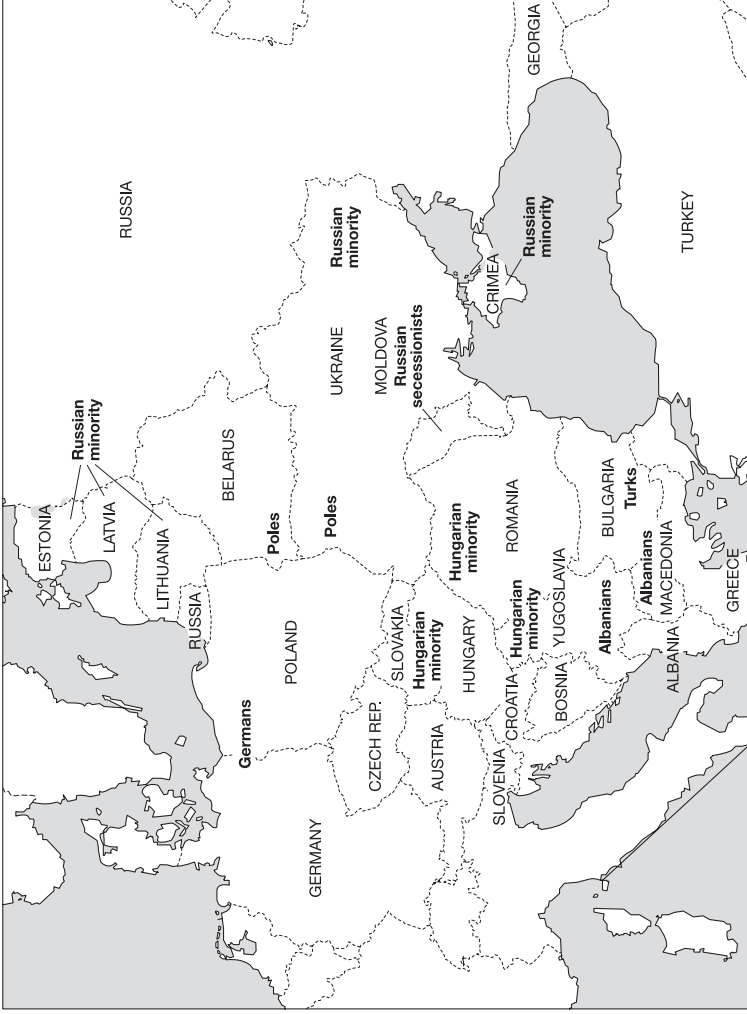 RUSSIA
GEORGIA
ESTONIA
Russian
minority
LATVIA
LITHUANIA
RUSSIA
BELARUS
Poles
Poles
UKRAINE
Russian
minority
MOLDOVA
Russian
secessionists
CRIMEA
Russian
minority
TURKEY
Germans
POLAND
GERMANY
CZECH REP.
SLOVAKIA
Hungarian
minority
AUSTRIA
HUNGARY
Hungarian
minority
ROMANIA
SLOVENIA
CROATIA
Hungarian
minority
YUGOSLAVIA
BOSNIA
Albanians
BULGARIA
Turks
Albanians
MACEDONIA
ALBANIA
GREECE